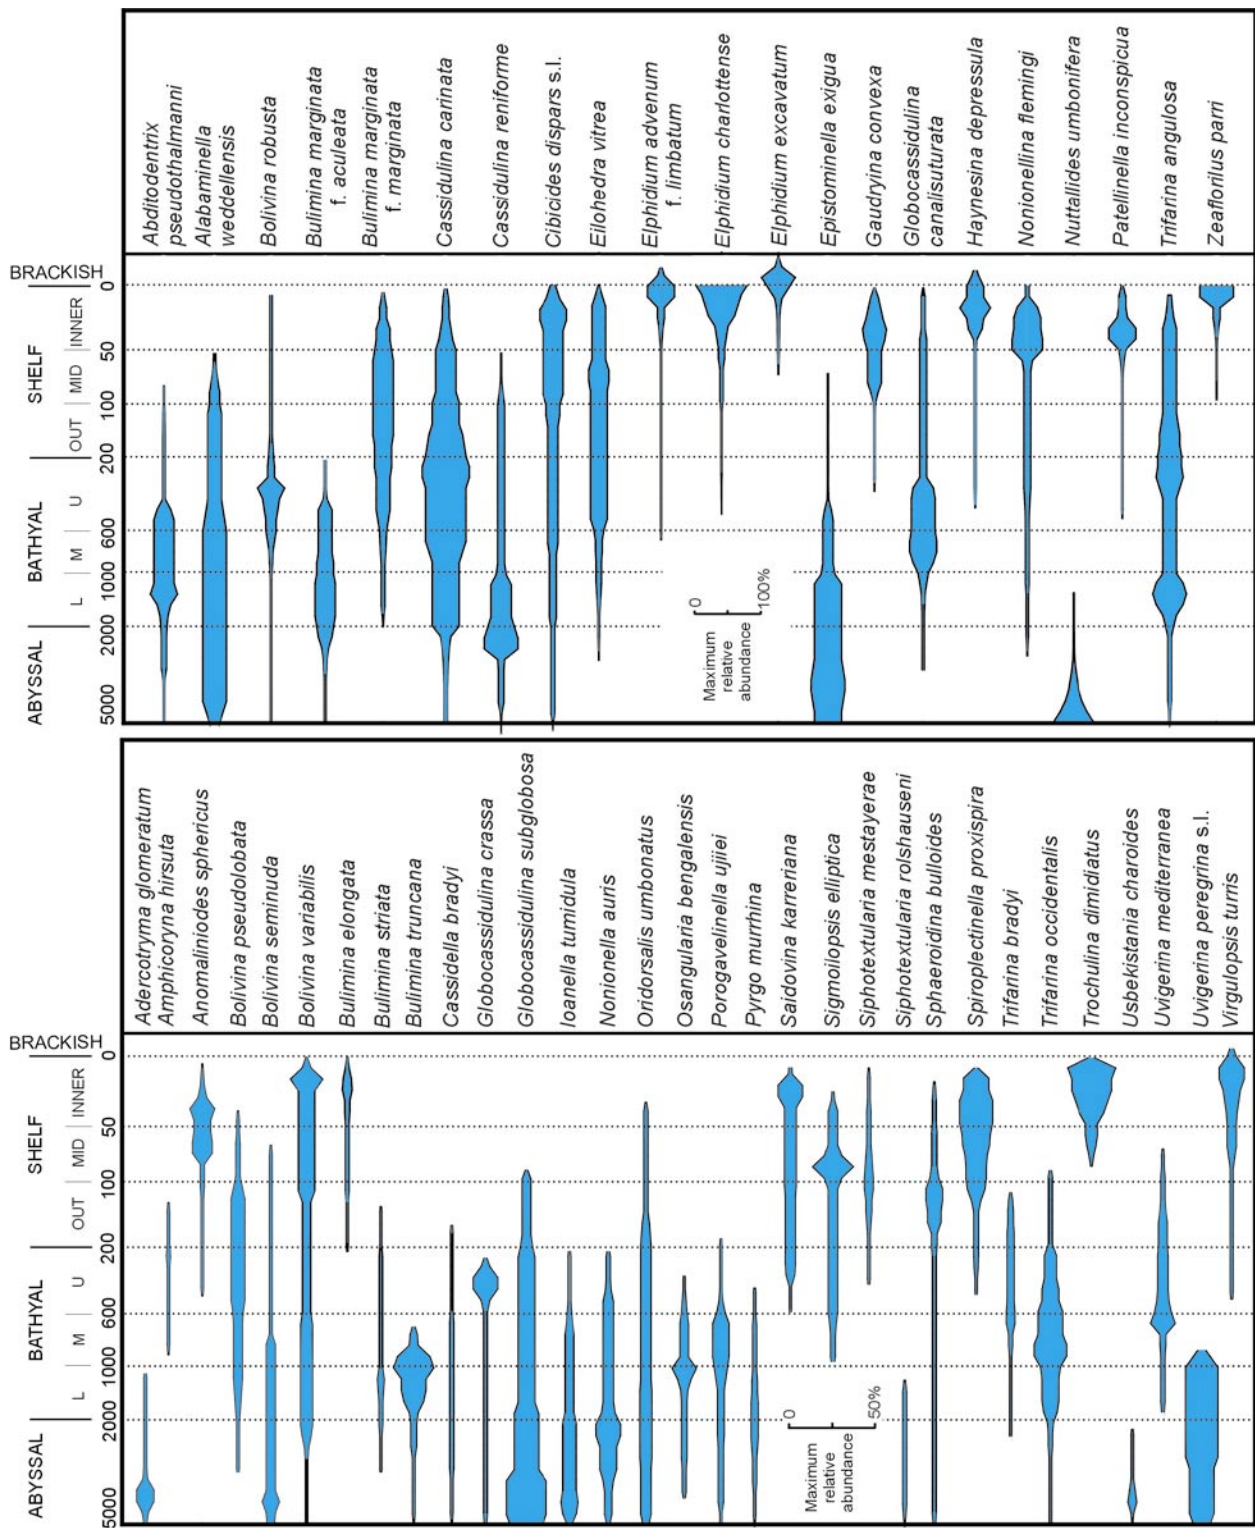 Abditodentrix
pseudothalmanni
Alabaminella
weddellensis
Bolivina robusta
Bulimina marginata
f. aculeata
Bulimina marginata
f. marginata
Cassidulina carinata
Cassidulina reniforme
Cibicides dispars s.l.
Eilohedra vitrea
Elphidium advenum
f. limbatum
Elphidium charlottense
Elphidium excavatum
Epistominella exigua
Gaudryina convexa
Globocassidulina
canalisuturata
Haynesina depressula
Nonionellina flemingi
Nuttallides umbonifera
Patellinella inconspicua
Trifarina angulosa
Zeaflorilus parri
BRACKISH
SHELF
INNER
MID
OUT
BATHYAL
U
M
L
ABYSSAL
0
50
100
200
600
1000
2000
5000
0
100%
Maximum
relative
abundance
Adercotryma glomeratum
Amphicoryna hirsuta
Anomalinoides sphericus
Bolivina pseudolobata
Bolivina seminuda
Bolivina variabilis
Bulimina elongata
Bulimina striata
Bulimina truncana
Cassidella bradyi
Globocassidulina crassa
Globocassidulina subglobosa
Ioanella tumidula
Nonionella auris
Oridorsalis umbonatus
Osangularia bengalensis
Porogavelinella ujiiei
Pyrgo murrhina
Saidovina karreriana
Sigmoilopsis elliptica
Siphotextularia mestayerae
Siphotextularia rolshauseni
Sphaeroidina bulloides
Spiroplectinella proxispira
Trifarina bradyi
Trifarina occidentalis
Trochulina dimidiatus
Usbekistania charoides
Uvigerina mediterranea
Uvigerina peregrina s.l.
Virgulopsis turris
BRACKISH
SHELF
INNER
MID
OUT
BATHYAL
U
M
L
ABYSSAL
0
50
100
200
600
1000
2000
5000
0
50%
Maximum
relative
abundance